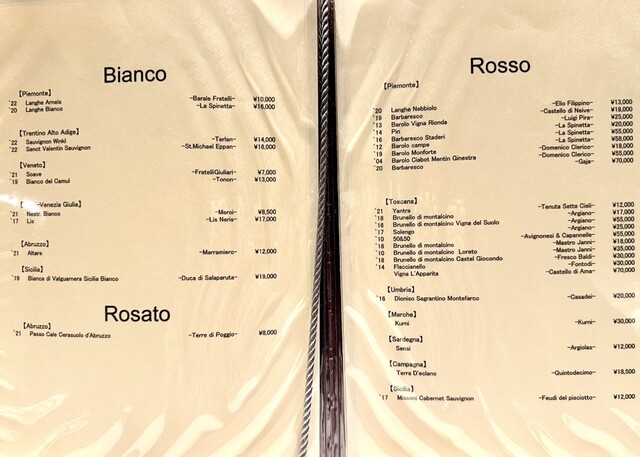 Bianco
【Piemonte】
'22 Langhe Arneis -Barale Fratelli- ¥10,000
'20 Langhe Bianco -La Spinetta- ¥16,000
【Trentino Alto Adige】
'22 Sauvignon Winkl -Terlan- ¥14,000
'22 Sanct Valentin Sauvignon -St.Michael Eppan- ¥16,000
【Veneto】
'21 Soave -FratelliGiuliari- ¥7,000
'19 Bianco del Camul -Tonon- ¥13,000
-Venezia Giulia】
'21 Nestri Bianco -Meroi- ¥8,500
'17 Lis -Lis Neris- ¥17,000
【Abruzzo】
'21 Altare -Marramiero- ¥12,000
【Sicilia】
'19 Bianca di Valguarnera Sicilia Bianco -Duca di Salaparuta- ¥19,000
Rosato
【Abruzzo】
'21 Passo Cale Cerasuolo d'Abruzzo -Terre di Poggio- ¥8,000
Rosso
【Piemonte】
'20 Langhe Nebbiolo -Elio Filippino- ¥13,000
'19 Barbaresco -Castello di Neive- ¥18,000
'13 Barolo Vigna Rionda -Luigi Pira- ¥25,000
'14 Pin -La Spinetta- ¥20,000
'16 Barbaresco Staderi -La Spinetta- ¥55,000
'12 Barolo campe -La Spinetta- ¥58,000
'19 Barolo Monforte -Domenico Clerico- ¥18,000
'04 Barolo Ciabot Mentin Ginestra -Domenico Clerico- ¥55,000
'20 Barbaresco -Gaja- ¥70,000
【Toscana】
'21 Yantra -Tenuta Sette Cieli- ¥12,000
'18 Brunello di montalcino -Argiano- ¥17,000
'16 Brunello di montalcino Vigna del Suolo -Argiano- ¥55,000
'17 Solengo -Argiano- ¥25,000
'10 50&50 -Avignonesi & Capannelle- ¥55,000
'16 Brunello di montalcino -Mastro Janni- ¥18,000
'10 Brunello di montalcino Loreto -Mastro Janni- ¥35,000
'18 Brunello di montalcino Castel Giocondo -Fresco Baldi- ¥30,000
'14 Flaccianello -Fontodi- ¥30,000
Vigna L'Apparita -Castello di Ama- ¥70,000
【Umbria】
'16 Dioniso Sagrantino Montefarco -Casadei- ¥20,000
【Marche】
Kurni -Kurni- ¥30,000
【Sardegna】
Sensi -Argiolas- ¥12,000
【Campagna】
Terra D'eclano -Quintodecimo- ¥18,500
【Sicilia】
'17 Missoni Cabernet Sauvignon -Feudi del pisciotto- ¥12,000